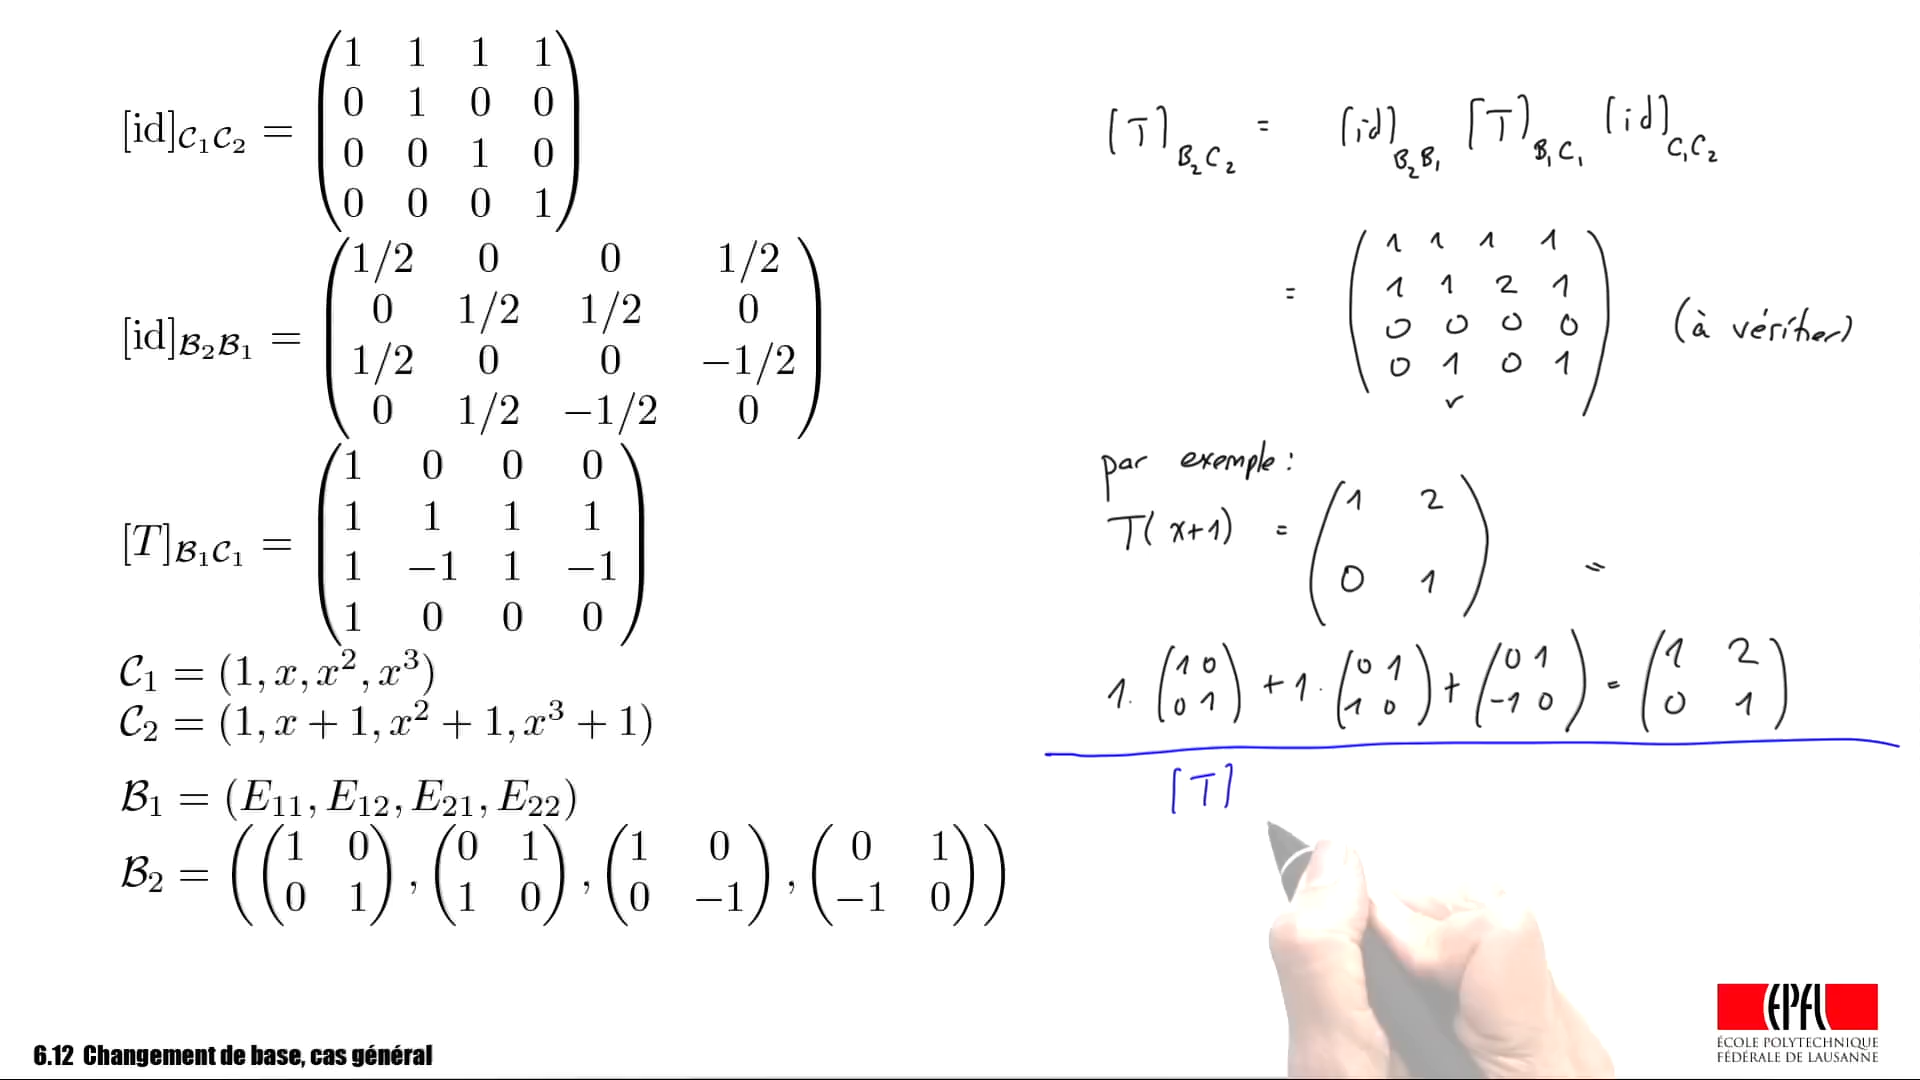 [id]_{C₁C₂} = (1 1 1 1
0 1 0 0
0 0 1 0
0 0 0 1)
[id]_{B₂B₁} = (1/2 0 0 1/2
0 1/2 1/2 0
1/2 0 0 −1/2
0 1/2 −1/2 0)
[T]_{B₁C₁} = (1 0 0 0
1 1 1 1
1 −1 1 −1
1 0 0 0)
C₁ = (1, x, x², x³)
C₂ = (1, x + 1, x² + 1, x³ + 1)
B₁ = (E₁₁, E₁₂, E₂₁, E₂₂)
B₂ = ((1 0
0 1), (0 1
1 0), (1 0
0 −1), (0 1
−1 0))
[T]_{B₂C₂} = [id]_{B₂B₁} [T]_{B₁C₁} [id]_{C₁C₂}
= (1 1 1 1
1 1 2 1
0 0 0 0
0 1 0 1) (à vérifier)
par exemple :
T(x+1) = (1 2
0 1) =
1. (1 0
0 1) + 1. (0 1
1 0) + (0 1
-1 0) = (1 2
0 1)
[T]
EPFL
ÉCOLE POLYTECHNIQUE
FÉDÉRALE DE LAUSANNE
6.12 Changement de base, cas général